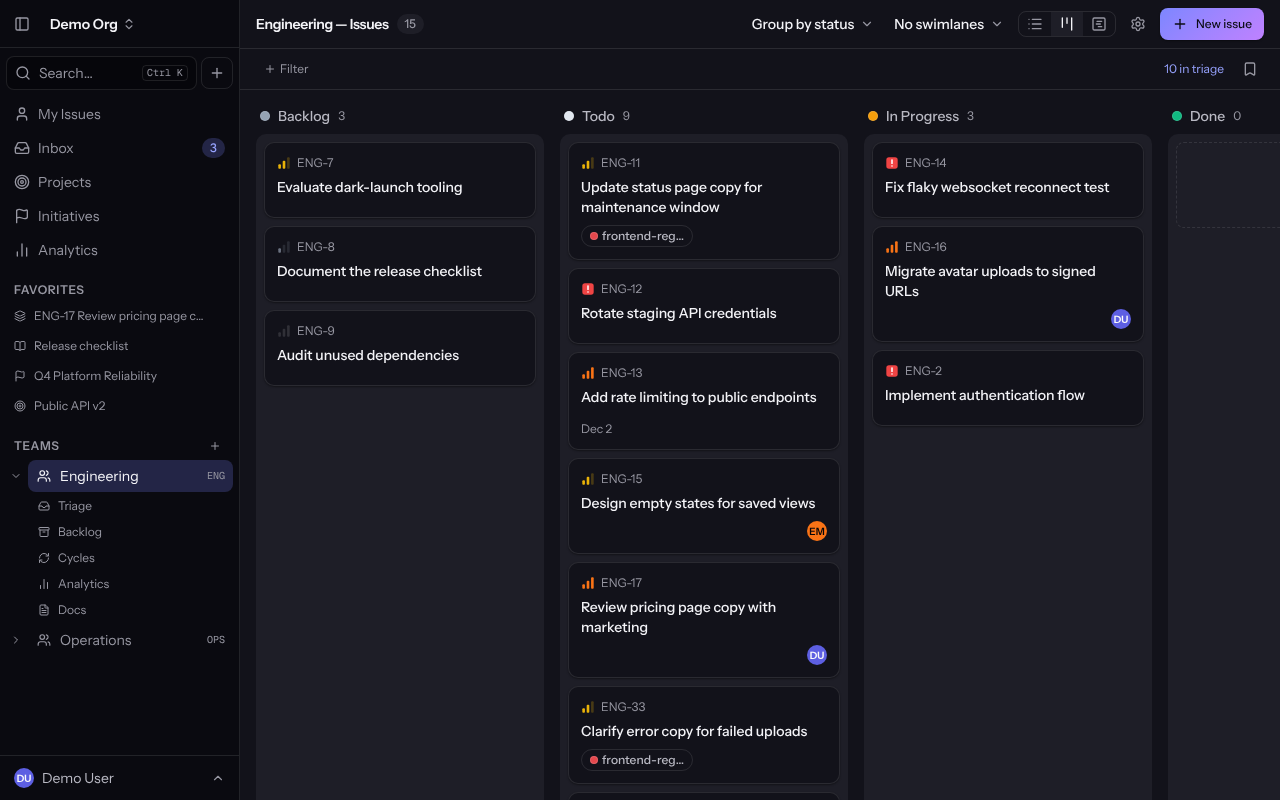 Demo Org
Search...
Ctrl K
My Issues
Inbox
3
Projects
Initiatives
Analytics
FAVORITES
ENG-17 Review pricing page c...
Release checklist
Q4 Platform Reliability
Public API v2
TEAMS
Engineering
ENG
Triage
Backlog
Cycles
Analytics
Docs
Operations
OPS
DU
Demo User
Engineering — Issues
15
Group by status
No swimlanes
New issue
Filter
10 in triage
Backlog
3
ENG-7
Evaluate dark-launch tooling
ENG-8
Document the release checklist
ENG-9
Audit unused dependencies
Todo
9
ENG-11
Update status page copy for
maintenance window
frontend-reg...
ENG-12
Rotate staging API credentials
ENG-13
Add rate limiting to public endpoints
Dec 2
ENG-15
Design empty states for saved views
EM
ENG-17
Review pricing page copy with
marketing
DU
ENG-33
Clarify error copy for failed uploads
frontend-reg...
In Progress
3
ENG-14
Fix flaky websocket reconnect test
ENG-16
Migrate avatar uploads to signed
URLs
DU
ENG-2
Implement authentication flow
Done
0